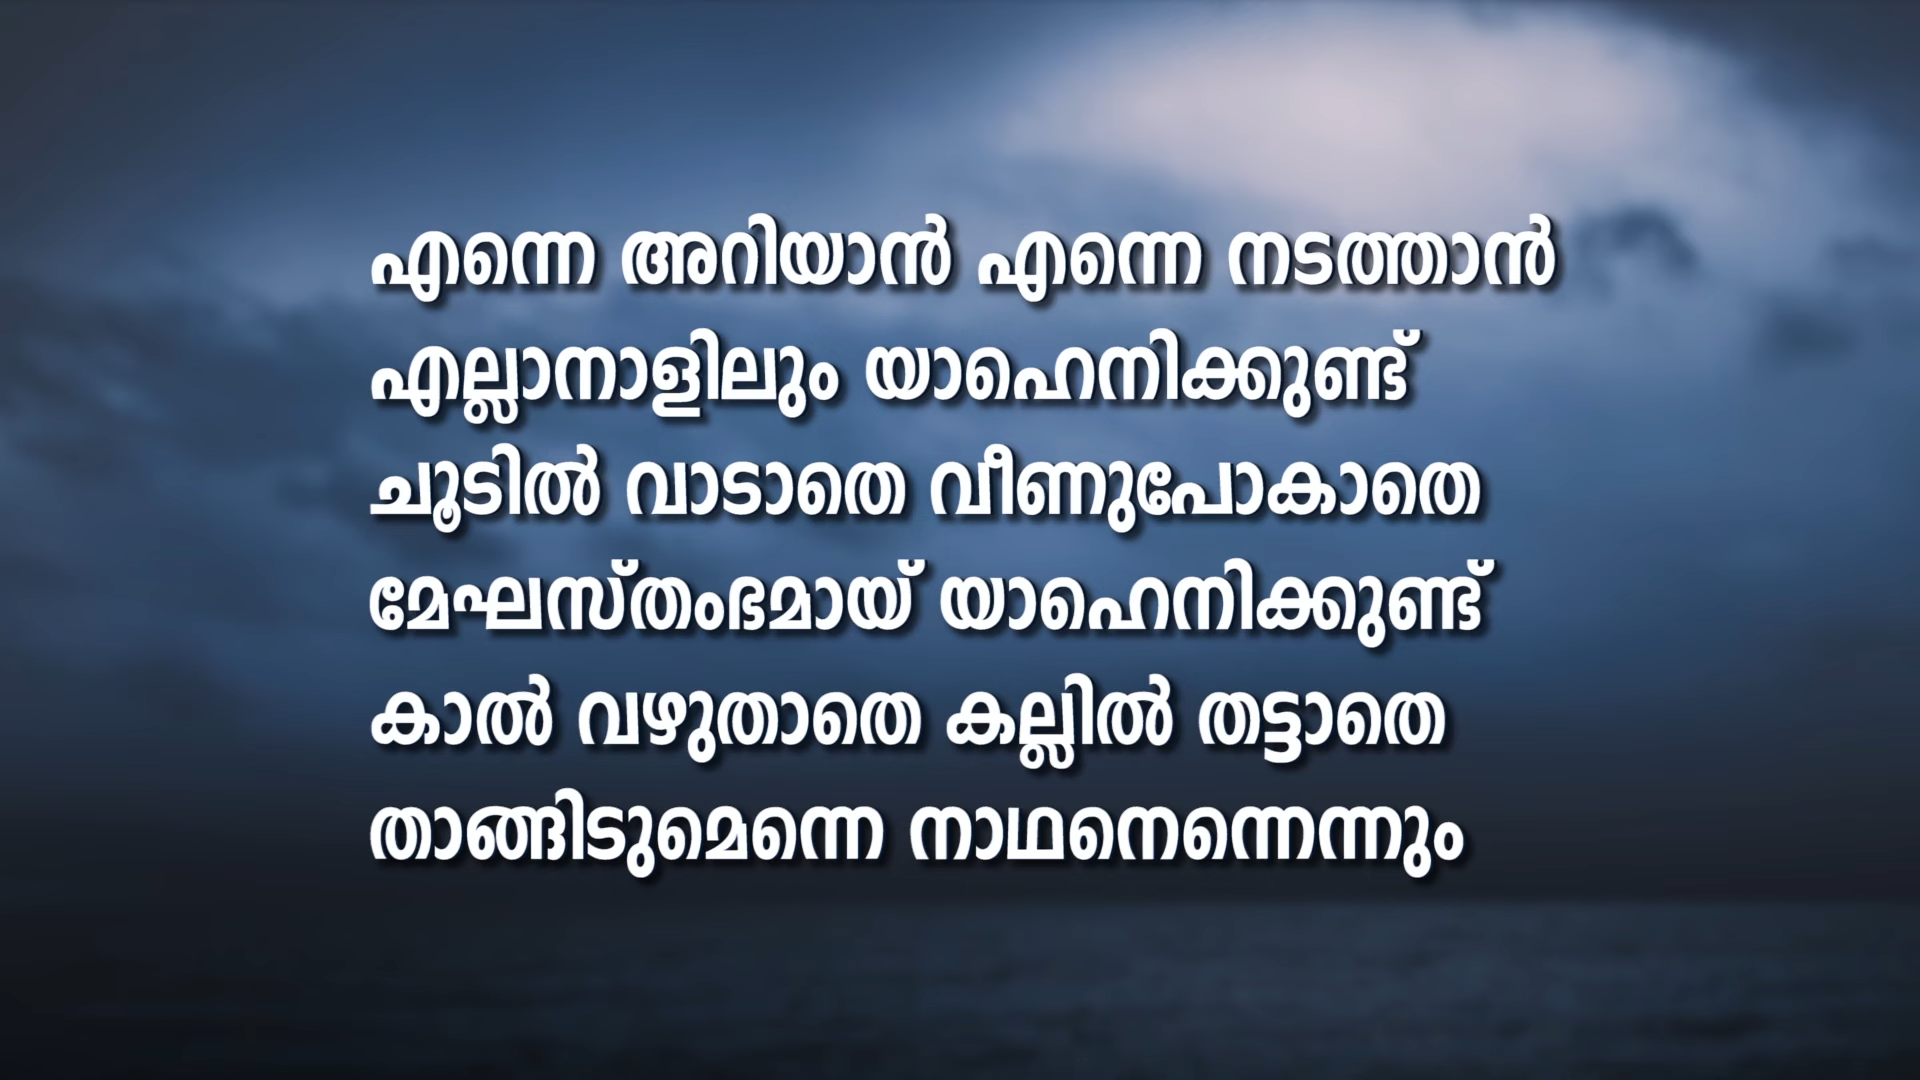 എന്നെ അറിയാൻ എന്നെ നടത്താൻ
എല്ലാനാളിലും യാഹെനിക്കുണ്ട്
ചൂടിൽ വാടാതെ വീണുപോകാതെ
മേഘസ്തംഭമായ് യാഹെനിക്കുണ്ട്
കാൽ വഴുതാതെ കല്ലിൽ തട്ടാതെ
താങ്ങിടുമെന്നെ നാഥനെന്നെന്നും